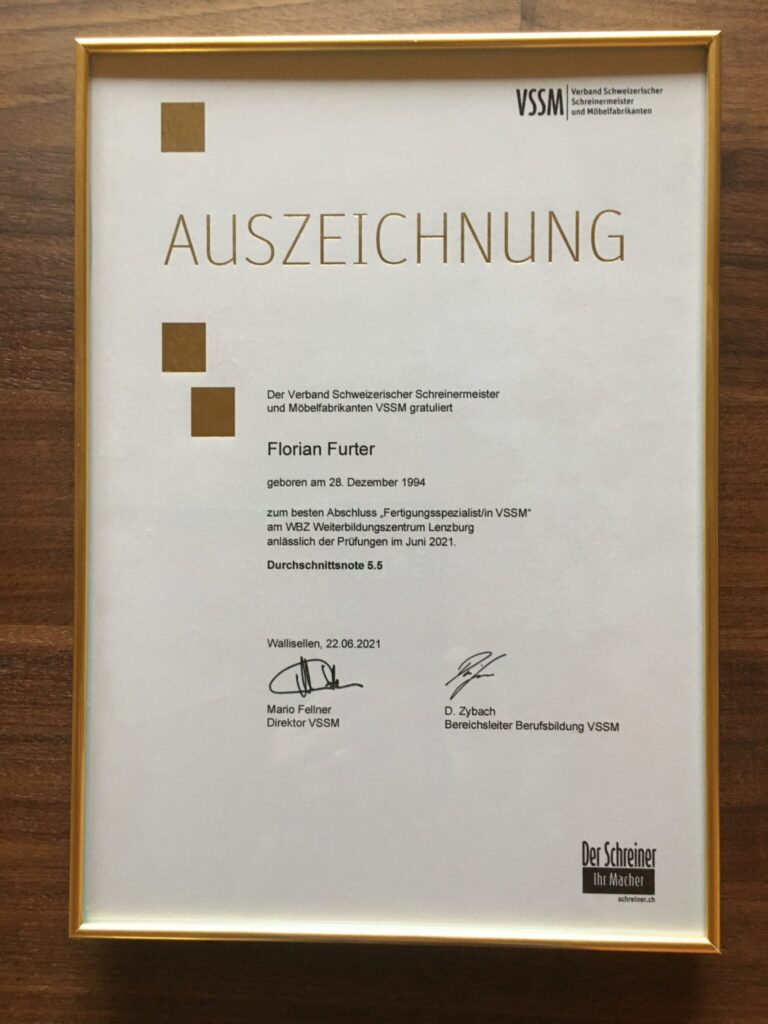 VSSM
Verband Schweizerischer
Schreinermeister
und Möbelfabrikanten
AUSZEICHNUNG
Der Verband Schweizerischer Schreinermeister
und Möbelfabrikanten VSSM gratuliert
Florian Furter
geboren am 28. Dezember 1994
zum besten Abschluss „Fertigungsspezialist/in VSSM“
am WBZ Weiterbildungszentrum Lenzburg
anlässlich der Prüfungen im Juni 2021.
Durchschnittsnote 5.5
Wallisellen, 22.06.2021
Mario Fellner
Direktor VSSM
D. Zybach
Bereichsleiter Berufsbildung VSSM
Der Schreiner
Ihr Macher
schreiner.ch